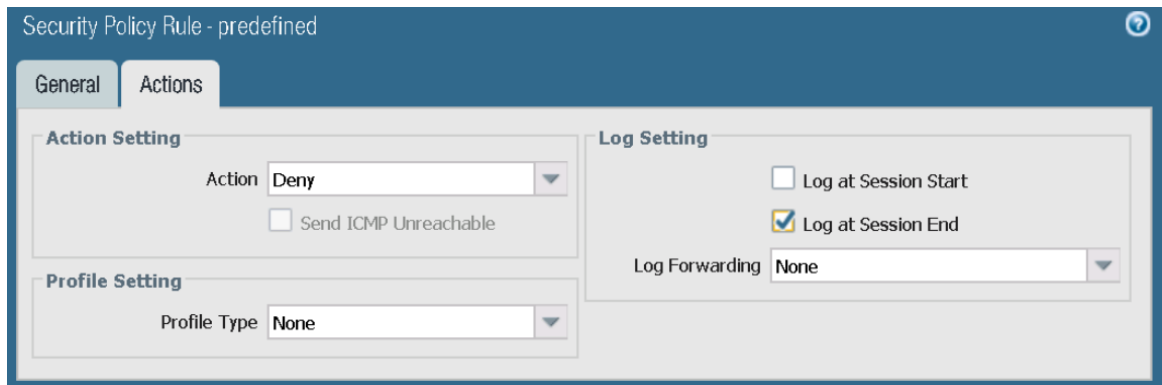 Security Policy Rule - predefined
General
Actions
Action Setting
Action Deny
Send ICMP Unreachable
Profile Setting
Profile Type None
Log Setting
Log at Session Start
Log at Session End
Log Forwarding None